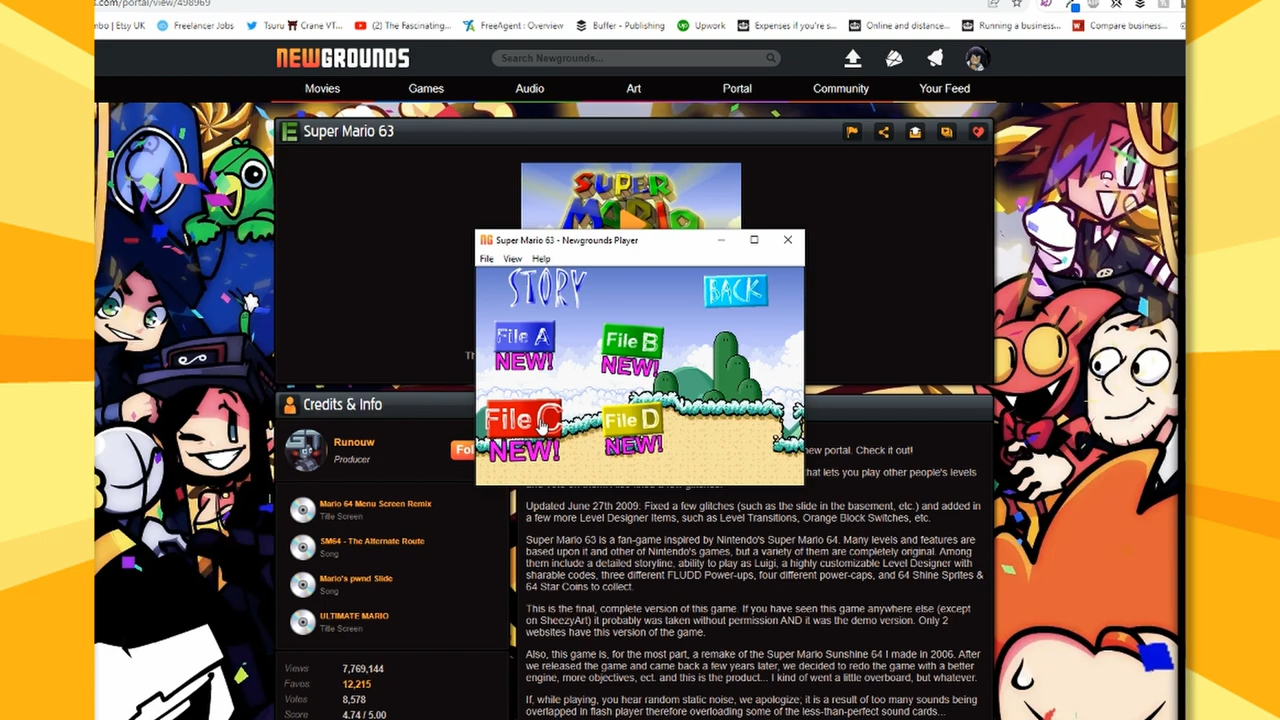 s.com/portal/view/498969
mbo | Etsy UK
Freelancer Jobs
Tsuru
Crane VT...
(2) The Fascinating...
FreeAgent : Overview
Buffer - Publishing
Upwork
Expenses if you're s...
Online and distance...
Running a business...
Compare business...
NEWGROUNDS
Search Newgrounds...
Movies
Games
Audio
Art
Portal
Community
Your Feed
E
Super Mario 63
SUPER
MARIO
NG
Super Mario 63 - Newgrounds Player
File View Help
STORY
BACK
File A
NEW!
File B
NEW!
File C
NEW!
File D
NEW!
Th
Credits & Info
Runouw
Producer
Fol
Mario 64 Menu Screen Remix
Title Screen
SM64 - The Alternate Route
Song
Mario's pwnd Slide
Song
ULTIMATE MARIO
Title Screen
Views 7,769,144
Faves: 12,215
Votes 8,578
Score 4.74 / 5.00
new portal. Check it out!
that lets you play other people's levels
Updated June 27th 2009: Fixed a few glitches (such as the slide in the basement, etc.) and added in
a few more Level Designer Items, such as Level Transitions, Orange Block Switches, etc.
Super Mario 63 is a fan-game inspired by Nintendo's Super Mario 64. Many levels and features are
based upon it and other of Nintendo's games, but a variety of them are completely original. Among
them include a detailed storyline, ability to play as Luigi, a highly customizable Level Designer with
sharable codes, three different FLUDD Power-ups, four different power-caps, and 64 Shine Sprites &
64 Star Coins to collect.
This is the final, complete version of this game. If you have seen this game anywhere else (except
on SheezyArt) it probably was taken without permission AND it was the demo version. Only 2
websites have this version of the game.
Also, this game is, for the most part, a remake of the Super Mario Sunshine 64 I made in 2006. After
we released the game and came back a few years later, we decided to redo the game with a better
engine, more objectives, ect. and this is the product... I kind of went a little overboard, but whatever.
If, while playing, you hear random static noise, we apologize; it is a result of too many sounds being
overlapped in flash player therefore overloading some of the less-than-perfect sound cards...